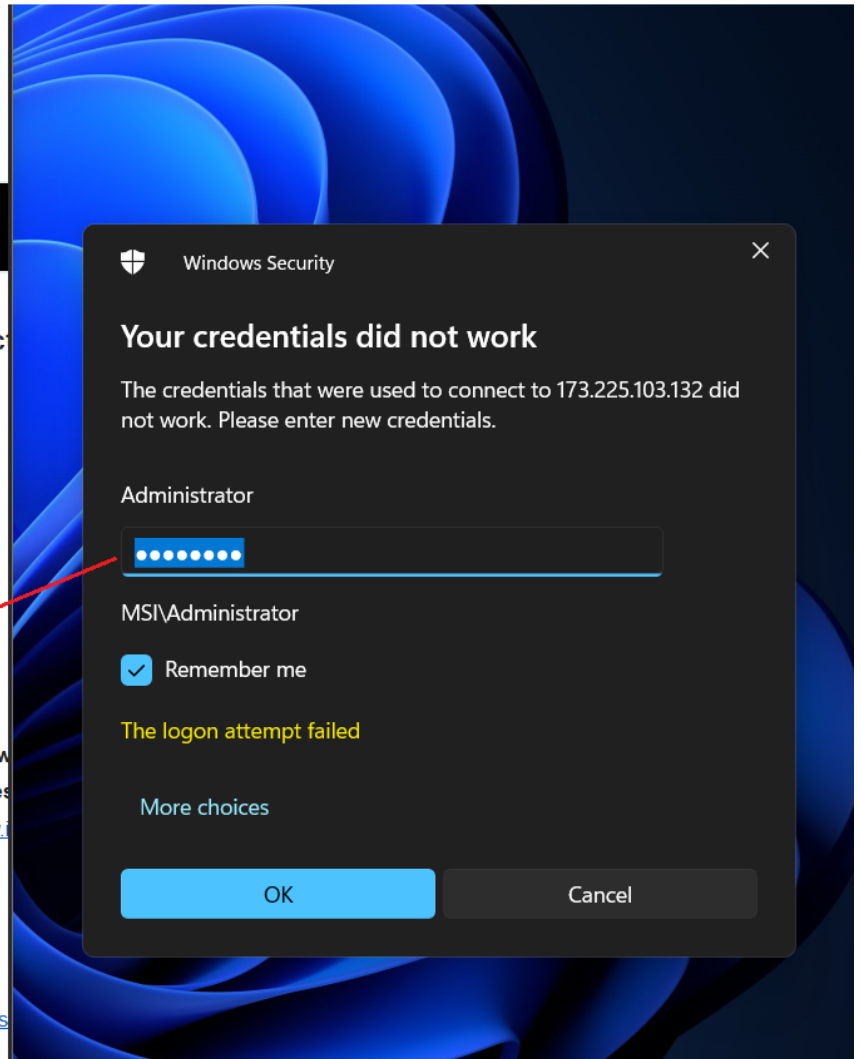 Windows Security
Your credentials did not work
The credentials that were used to connect to 173.225.103.132 did
not work. Please enter new credentials.
Administrator
MSI\Administrator
Remember me
The logon attempt failed
More choices
OK
Cancel